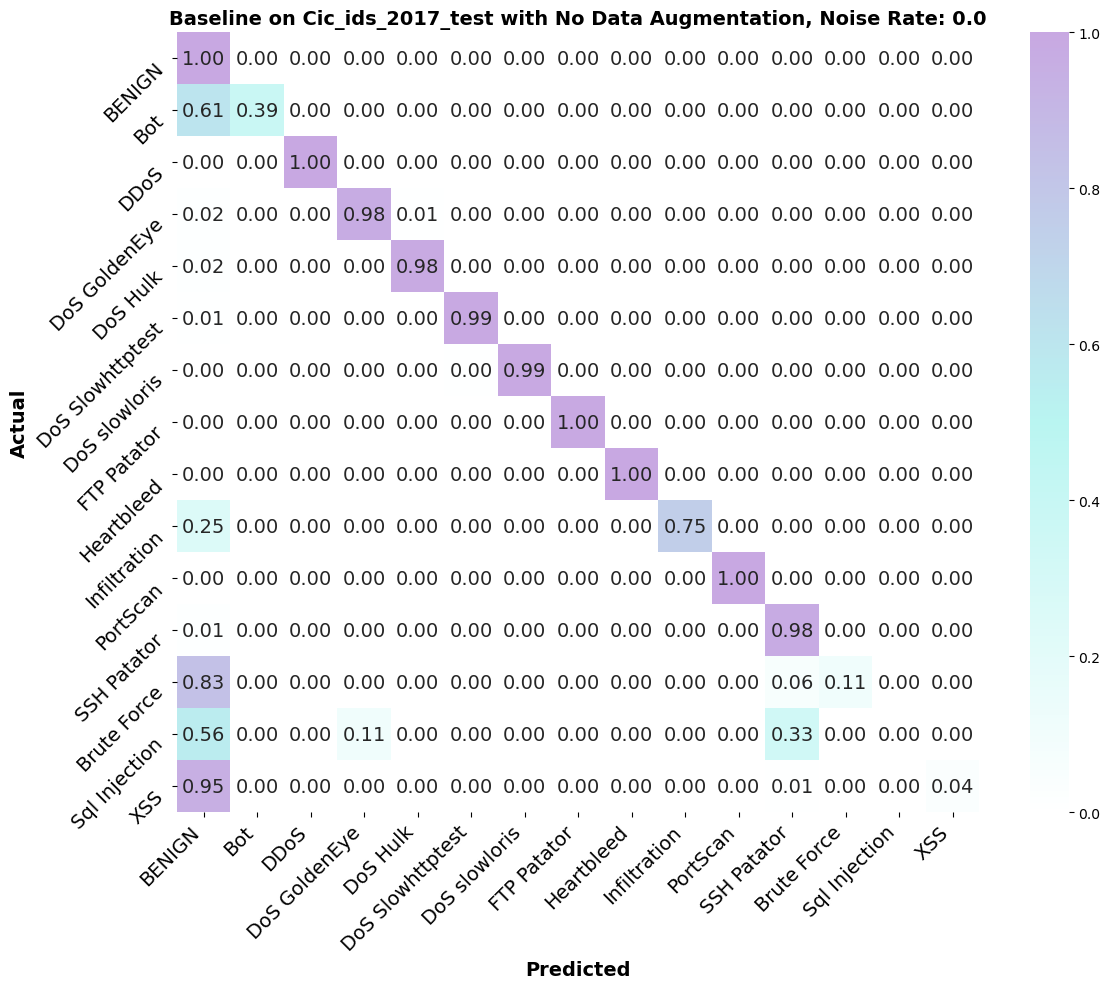 Baseline on Cic_ids_2017_test with No Data Augmentation, Noise Rate: 0.0
BENIGN 1.00 0.00 0.00 0.00 0.00 0.00 0.00 0.00 0.00 0.00 0.00 0.00 0.00 0.00 0.00
Bot 0.61 0.39 0.00 0.00 0.00 0.00 0.00 0.00 0.00 0.00 0.00 0.00 0.00 0.00 0.00
DDoS 0.00 0.00 1.00 0.00 0.00 0.00 0.00 0.00 0.00 0.00 0.00 0.00 0.00 0.00 0.00
DoS GoldenEye 0.02 0.00 0.00 0.98 0.01 0.00 0.00 0.00 0.00 0.00 0.00 0.00 0.00 0.00 0.00
DoS Hulk 0.02 0.00 0.00 0.00 0.98 0.00 0.00 0.00 0.00 0.00 0.00 0.00 0.00 0.00 0.00
DoS Slowhttptest 0.01 0.00 0.00 0.00 0.00 0.99 0.00 0.00 0.00 0.00 0.00 0.00 0.00 0.00 0.00
DoS slowloris 0.00 0.00 0.00 0.00 0.00 0.00 0.99 0.00 0.00 0.00 0.00 0.00 0.00 0.00 0.00
FTP Patator 0.00 0.00 0.00 0.00 0.00 0.00 0.00 1.00 0.00 0.00 0.00 0.00 0.00 0.00 0.00
Heartbleed 0.00 0.00 0.00 0.00 0.00 0.00 0.00 0.00 1.00 0.00 0.00 0.00 0.00 0.00 0.00
Infiltration 0.25 0.00 0.00 0.00 0.00 0.00 0.00 0.00 0.00 0.75 0.00 0.00 0.00 0.00 0.00
PortScan 0.00 0.00 0.00 0.00 0.00 0.00 0.00 0.00 0.00 0.00 1.00 0.00 0.00 0.00 0.00
SSH Patator 0.01 0.00 0.00 0.00 0.00 0.00 0.00 0.00 0.00 0.00 0.00 0.98 0.00 0.00 0.00
Brute Force 0.83 0.00 0.00 0.00 0.00 0.00 0.00 0.00 0.00 0.00 0.00 0.06 0.11 0.00 0.00
Sql Injection 0.56 0.00 0.00 0.11 0.00 0.00 0.00 0.00 0.00 0.00 0.00 0.33 0.00 0.00 0.00
XSS 0.95 0.00 0.00 0.00 0.00 0.00 0.00 0.00 0.00 0.00 0.00 0.01 0.00 0.00 0.04
Actual
BENIGN
Bot
DDoS
DoS GoldenEye
DoS Hulk
DoS Slowhttptest
DoS slowloris
FTP Patator
Heartbleed
Infiltration
PortScan
SSH Patator
Brute Force
Sql Injection
XSS
Predicted
1.0
0.8
0.6
0.4
0.2
0.0